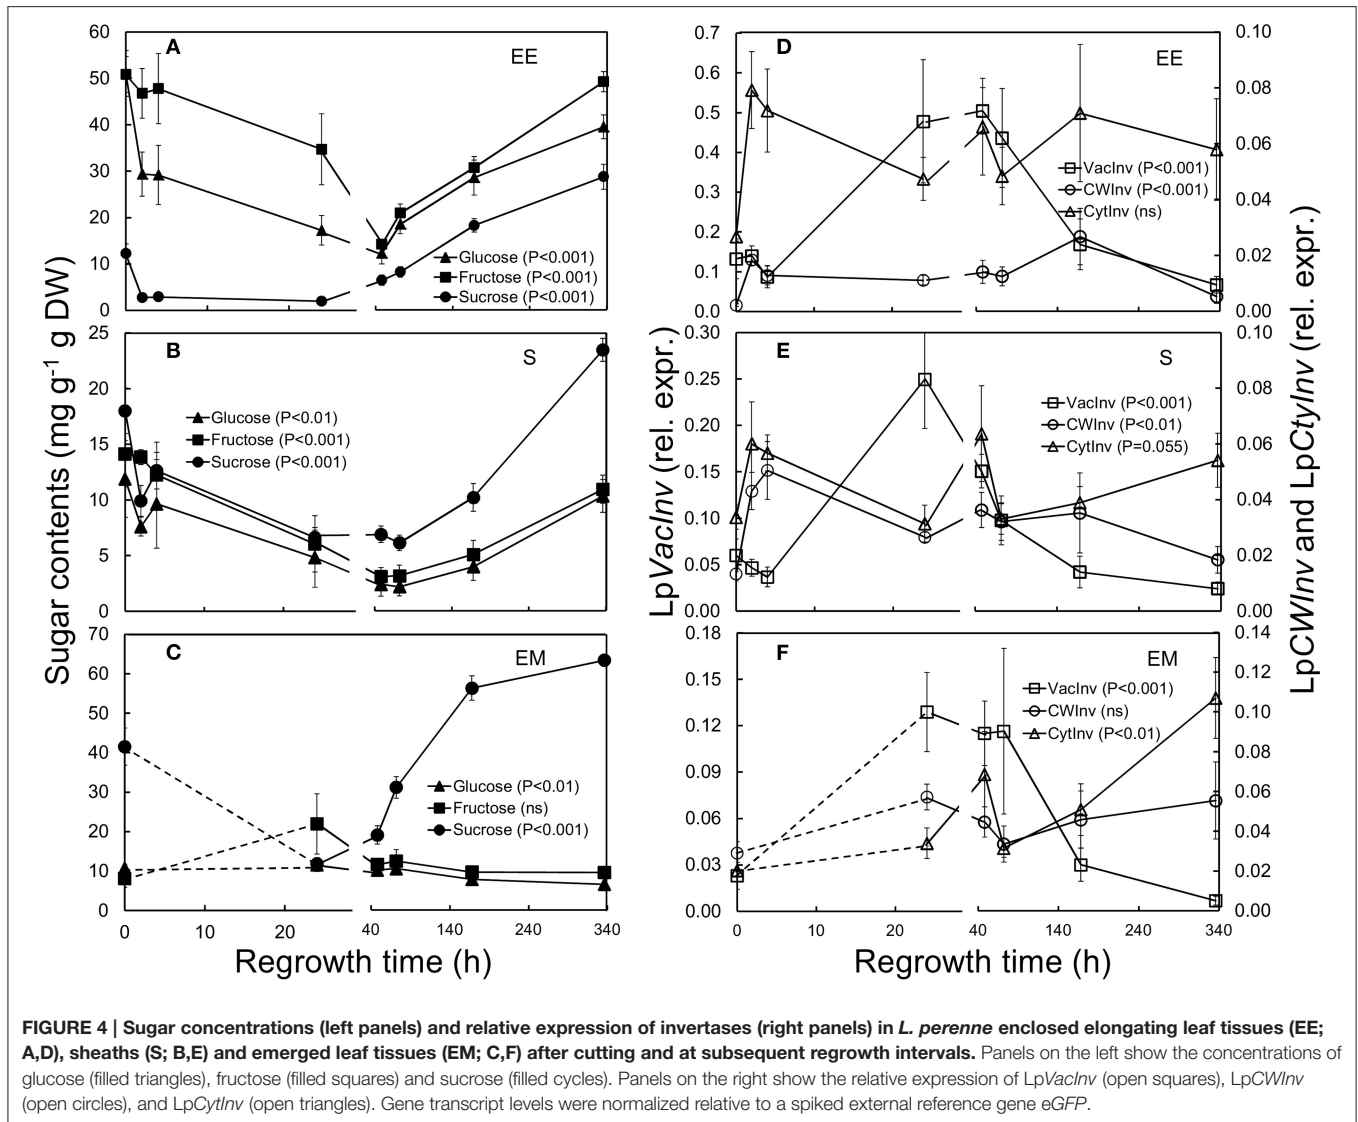 Sugar contents (mg g⁻¹ g DW)
60
50
40
30
20
10
0
A
EE
Glucose (P<0.001)
Fructose (P<0.001)
Sucrose (P<0.001)
25
20
15
10
5
0
B
S
Glucose (P<0.01)
Fructose (P<0.001)
Sucrose (P<0.001)
70
60
50
40
30
20
10
0
C
EM
Glucose (P<0.01)
Fructose (ns)
Sucrose (P<0.001)
0 10 20 40 140 240 340
Regrowth time (h)
LpVacInv (rel. expr.)
0.7
0.6
0.5
0.4
0.3
0.2
0.1
0.0
D
EE
VacInv (P<0.001)
CWInv (P<0.001)
CytInv (ns)
0.10
0.08
0.06
0.04
0.02
0.00
0.30
0.25
0.20
0.15
0.10
0.05
0.00
E
S
VacInv (P<0.001)
CWInv (P<0.01)
CytInv (P=0.055)
0.10
0.08
0.06
0.04
0.02
0.00
0.18
0.15
0.12
0.09
0.06
0.03
0.00
F
EM
VacInv (P<0.001)
CWInv (ns)
CytInv (P<0.01)
0.14
0.12
0.10
0.08
0.06
0.04
0.02
0.00
0 10 20 40 140 240 340
Regrowth time (h)
LpCWInv and LpCtyInv (rel. expr.)
FIGURE 4 | Sugar concentrations (left panels) and relative expression of invertases (right panels) in L. perenne enclosed elongating leaf tissues (EE;
A,D), sheaths (S; B,E) and emerged leaf tissues (EM; C,F) after cutting and at subsequent regrowth intervals. Panels on the left show the concentrations of
glucose (filled triangles), fructose (filled squares) and sucrose (filled cycles). Panels on the right show the relative expression of LpVacInv (open squares), LpCWInv
(open circles), and LpCytInv (open triangles). Gene transcript levels were normalized relative to a spiked external reference gene eGFP.